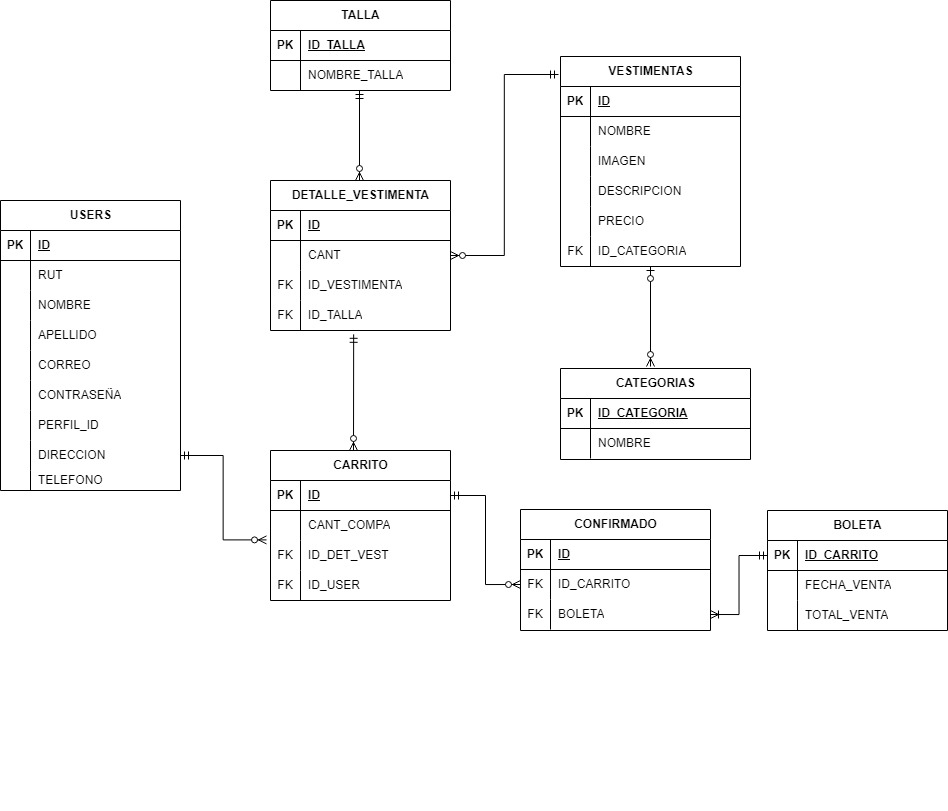 TALLA
PK ID_TALLA
NOMBRE_TALLA
VESTIMENTAS
PK ID
NOMBRE
IMAGEN
DESCRIPCION
PRECIO
FK ID_CATEGORIA
DETALLE_VESTIMENTA
PK ID
CANT
FK ID_VESTIMENTA
FK ID_TALLA
USERS
PK ID
RUT
NOMBRE
APELLIDO
CORREO
CONTRASEÑA
PERFIL_ID
DIRECCION
TELEFONO
CATEGORIAS
PK ID_CATEGORIA
NOMBRE
CARRITO
PK ID
CANT_COMPA
FK ID_DET_VEST
FK ID_USER
CONFIRMADO
PK ID
FK ID_CARRITO
FK BOLETA
BOLETA
PK ID_CARRITO
FECHA_VENTA
TOTAL_VENTA